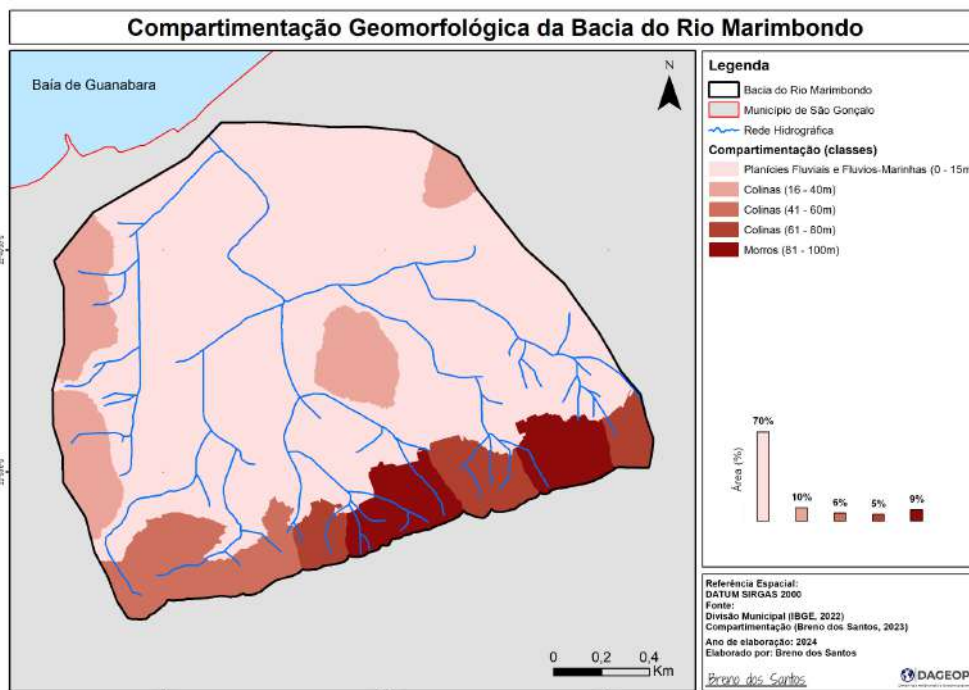 Compartimentação Geomorfológica da Bacia do Rio Marimbondo
Baía de Guanabara
N
0 0,2 0,4
Km
Legenda
Bacia do Rio Marimbondo
Município de São Gonçalo
Rede Hidrográfica
Compartimentação (classes)
Planícies Fluviais e Fluvios-Marinhas (0 - 15m
Colinas (16 - 40m)
Colinas (41 - 60m)
Colinas (61 - 80m)
Morros (81 - 100m)
Área (%)
70%
10%
6%
5%
9%
Referência Espacial:
DATUM SIRGAS 2000
Fonte:
Divisão Municipal (IBGE, 2022)
Compartimentação (Breno dos Santos, 2023)
Ano de elaboração: 2024
Elaborado por: Breno dos Santos
Breno dos Santos
DAGEOP